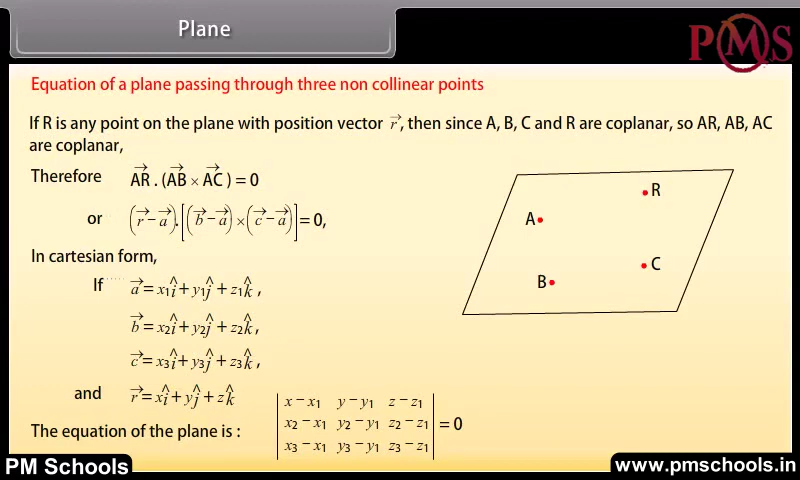 Plane
PMS
Equation of a plane passing through three non collinear points
If R is any point on the plane with position vector r⃗, then since A, B, C and R are coplanar, so AR, AB, AC
are coplanar,
Therefore AR⃗ . (AB⃗ × AC⃗) = 0
or (r⃗ − a⃗).[(b⃗ − a⃗) × (c⃗ − a⃗)] = 0,
In cartesian form,
If a⃗ = x₁î + y₁ĵ + z₁k̂ ,
b⃗ = x₂î + y₂ĵ + z₂k̂,
c⃗ = x₃î + y₃ĵ + z₃k̂ ,
and r⃗ = xî + yĵ + zk̂
The equation of the plane is :
| x − x₁ y − y₁ z − z₁ |
| x₂ − x₁ y₂ − y₁ z₂ − z₁ | = 0
| x₃ − x₁ y₃ − y₁ z₃ − z₁ |
R
A
C
B
PM Schools
www.pmschools.in